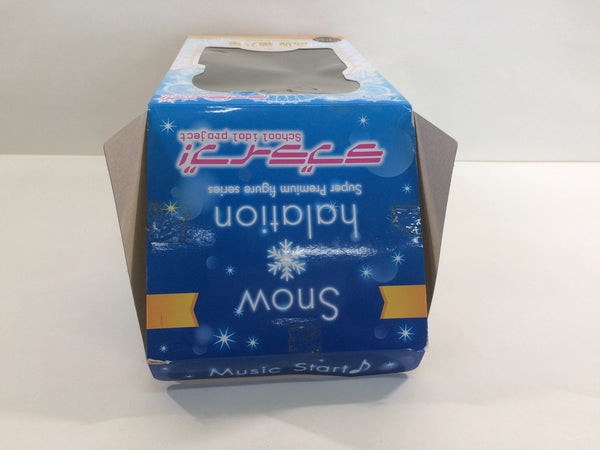 Snow
halation
Super Premium figure series
ラブライブ!
School idol project
Music Start♪